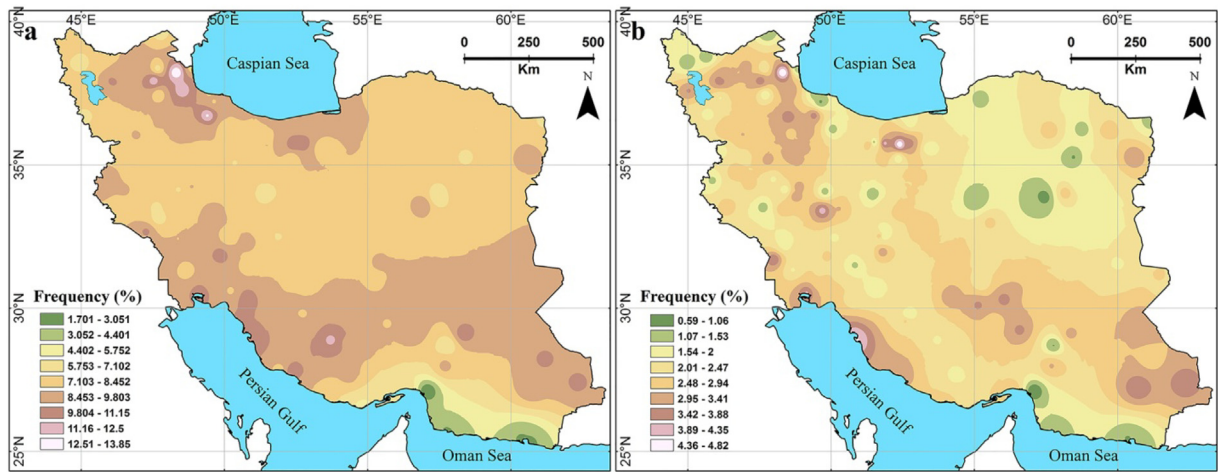 a
45°E
50°E
55°E
60°E
40°N
35°N
30°N
25°N
0 250 500
Km
N
Caspian Sea
Persian Gulf
Oman Sea
Frequency (%)
1.701 - 3.051
3.052 - 4.401
4.402 - 5.752
5.753 - 7.102
7.103 - 8.452
8.453 - 9.803
9.804 - 11.15
11.16 - 12.5
12.51 - 13.85
b
45°E
50°E
55°E
60°E
40°N
35°N
30°N
25°N
0 250 500
Km
N
Caspian Sea
Persian Gulf
Oman Sea
Frequency (%)
0.59 - 1.06
1.07 - 1.53
1.54 - 2
2.01 - 2.47
2.48 - 2.94
2.95 - 3.41
3.42 - 3.88
3.89 - 4.35
4.36 - 4.82